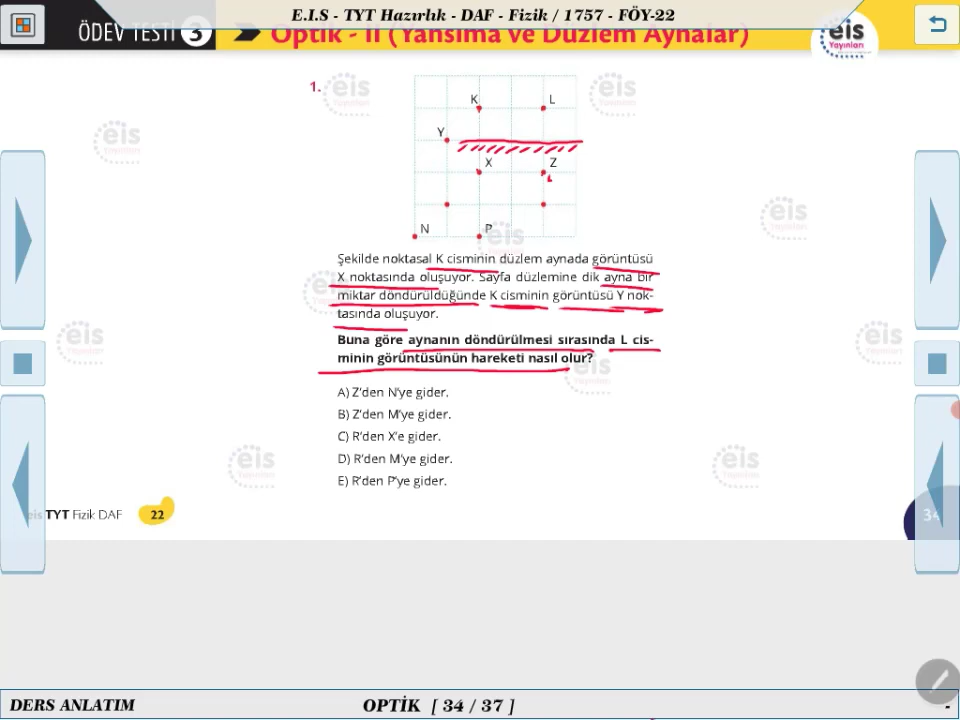 E.I.S - TYT Hazırlık - DAF - Fizik / 1757 - FÖY-22
ÖDEV TESTİ 3
Optik - II (Yansıma ve Düzlem Aynalar)
eis
Yayınları
1.
K
L
Y
X
Z
N
P
Şekilde noktasal K cisminin düzlem aynada görüntüsü
X noktasında oluşuyor. Sayfa düzlemine dik ayna bir
miktar döndürüldüğünde K cisminin görüntüsü Y nok-
tasında oluşuyor.
Buna göre aynanın döndürülmesi sırasında L cis-
minin görüntüsünün hareketi nasıl olur?
A) Z'den N'ye gider.
B) Z'den M'ye gider.
C) R'den X'e gider.
D) R'den M'ye gider.
E) R'den P'ye gider.
eis TYT Fizik DAF 22
34
DERS ANLATIM
OPTİK [ 34 / 37 ]
-